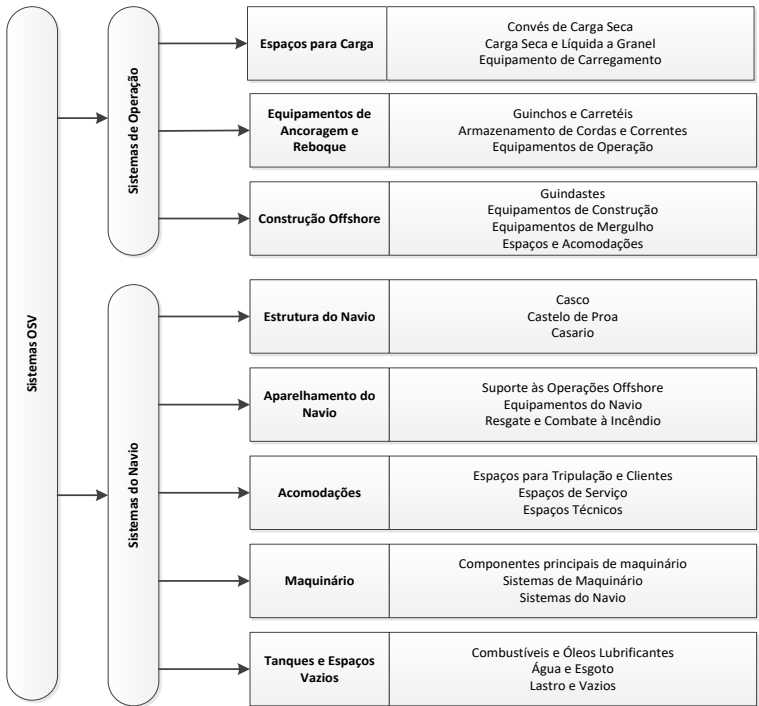 Sistemas OSV
Sistemas de Operação
Espaços para Carga
Convés de Carga Seca
Carga Seca e Líquida a Granel
Equipamento de Carregamento
Equipamentos de
Ancoragem e
Reboque
Guinchos e Carretéis
Armazenamento de Cordas e Correntes
Equipamentos de Operação
Construção Offshore
Guindastes
Equipamentos de Construção
Equipamentos de Mergulho
Espaços e Acomodações
Sistemas do Navio
Estrutura do Navio
Casco
Castelo de Proa
Casario
Aparelhamento do
Navio
Suporte às Operações Offshore
Equipamentos do Navio
Resgate e Combate à Incêndio
Acomodações
Espaços para Tripulação e Clientes
Espaços de Serviço
Espaços Técnicos
Maquinário
Componentes principais de maquinário
Sistemas de Maquinário
Sistemas do Navio
Tanques e Espaços
Vazios
Combustíveis e Óleos Lubrificantes
Água e Esgoto
Lastro e Vazios